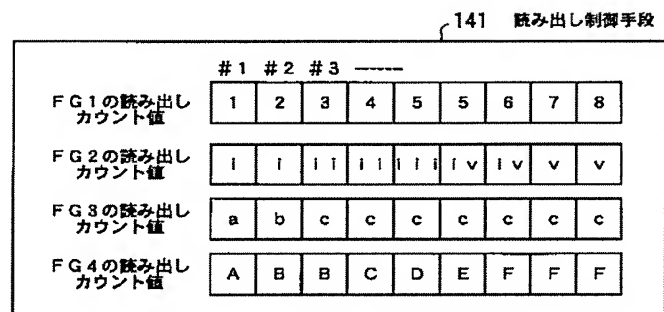 141 読み出し制御手段
#1 #2 #3 -----
FG1の読み出し
カウント値
1 2 3 4 5 5 6 7 8
FG2の読み出し
カウント値
i i ii ii iii iv iv v v
FG3の読み出し
カウント値
a b c c c c c c c
FG4の読み出し
カウント値
A B B C D E F F F